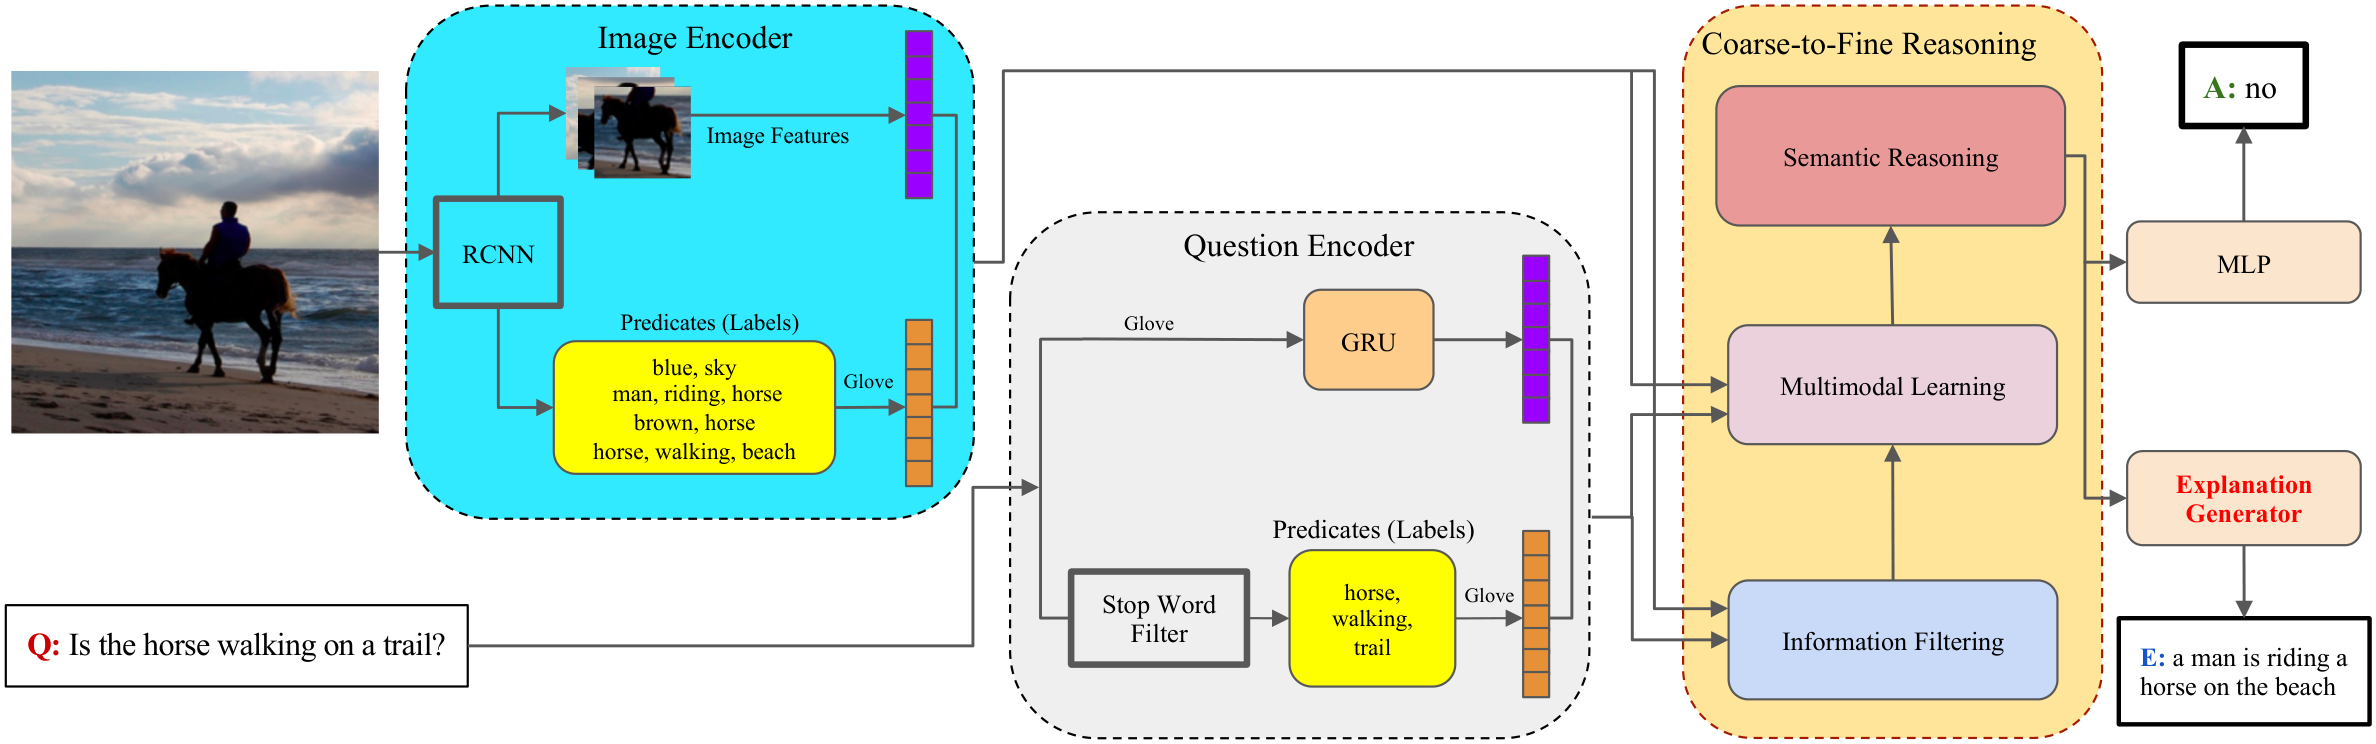 Image Encoder
Image Features
RCNN
Predicates (Labels)
blue, sky
man, riding, horse
brown, horse
horse, walking, beach
Glove
Q: Is the horse walking on a trail?
Question Encoder
Glove
GRU
Stop Word
Filter
Predicates (Labels)
horse,
walking,
trail
Glove
Coarse-to-Fine Reasoning
Semantic Reasoning
Multimodal Learning
Information Filtering
A: no
MLP
Explanation
Generator
E: a man is riding a
horse on the beach